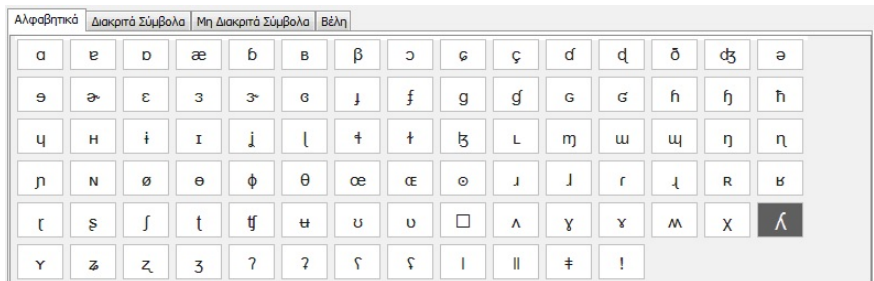 Αλφαβητικά Διακριτά Σύμβολα Μη Διακριτά Σύμβολα Βέλη
ɑ ɐ ɒ æ ɓ ʙ β ɔ ɕ ç ɗ ɖ ð ʤ ə
ɘ ɚ ɛ ɜ ɝ ɞ ɟ ʄ ɡ ɠ ɢ ʛ ɦ ɧ ħ
ɥ ʜ ɨ ɪ ʝ ɭ ɬ ɫ ɮ ʟ ɱ ɯ ɰ ŋ ɳ
ɲ ɴ ø ɵ ɸ θ œ ɶ ʘ ɹ ɺ ɾ ɻ ʀ ʁ
ɽ ʂ ʃ ʈ ʧ ʉ ʊ ʋ □ ʌ ɣ ɤ ʍ χ ʎ
ʏ ʑ ʐ ʒ ʔ ʡ ʕ ʢ ǀ ǁ ǂ ǃ